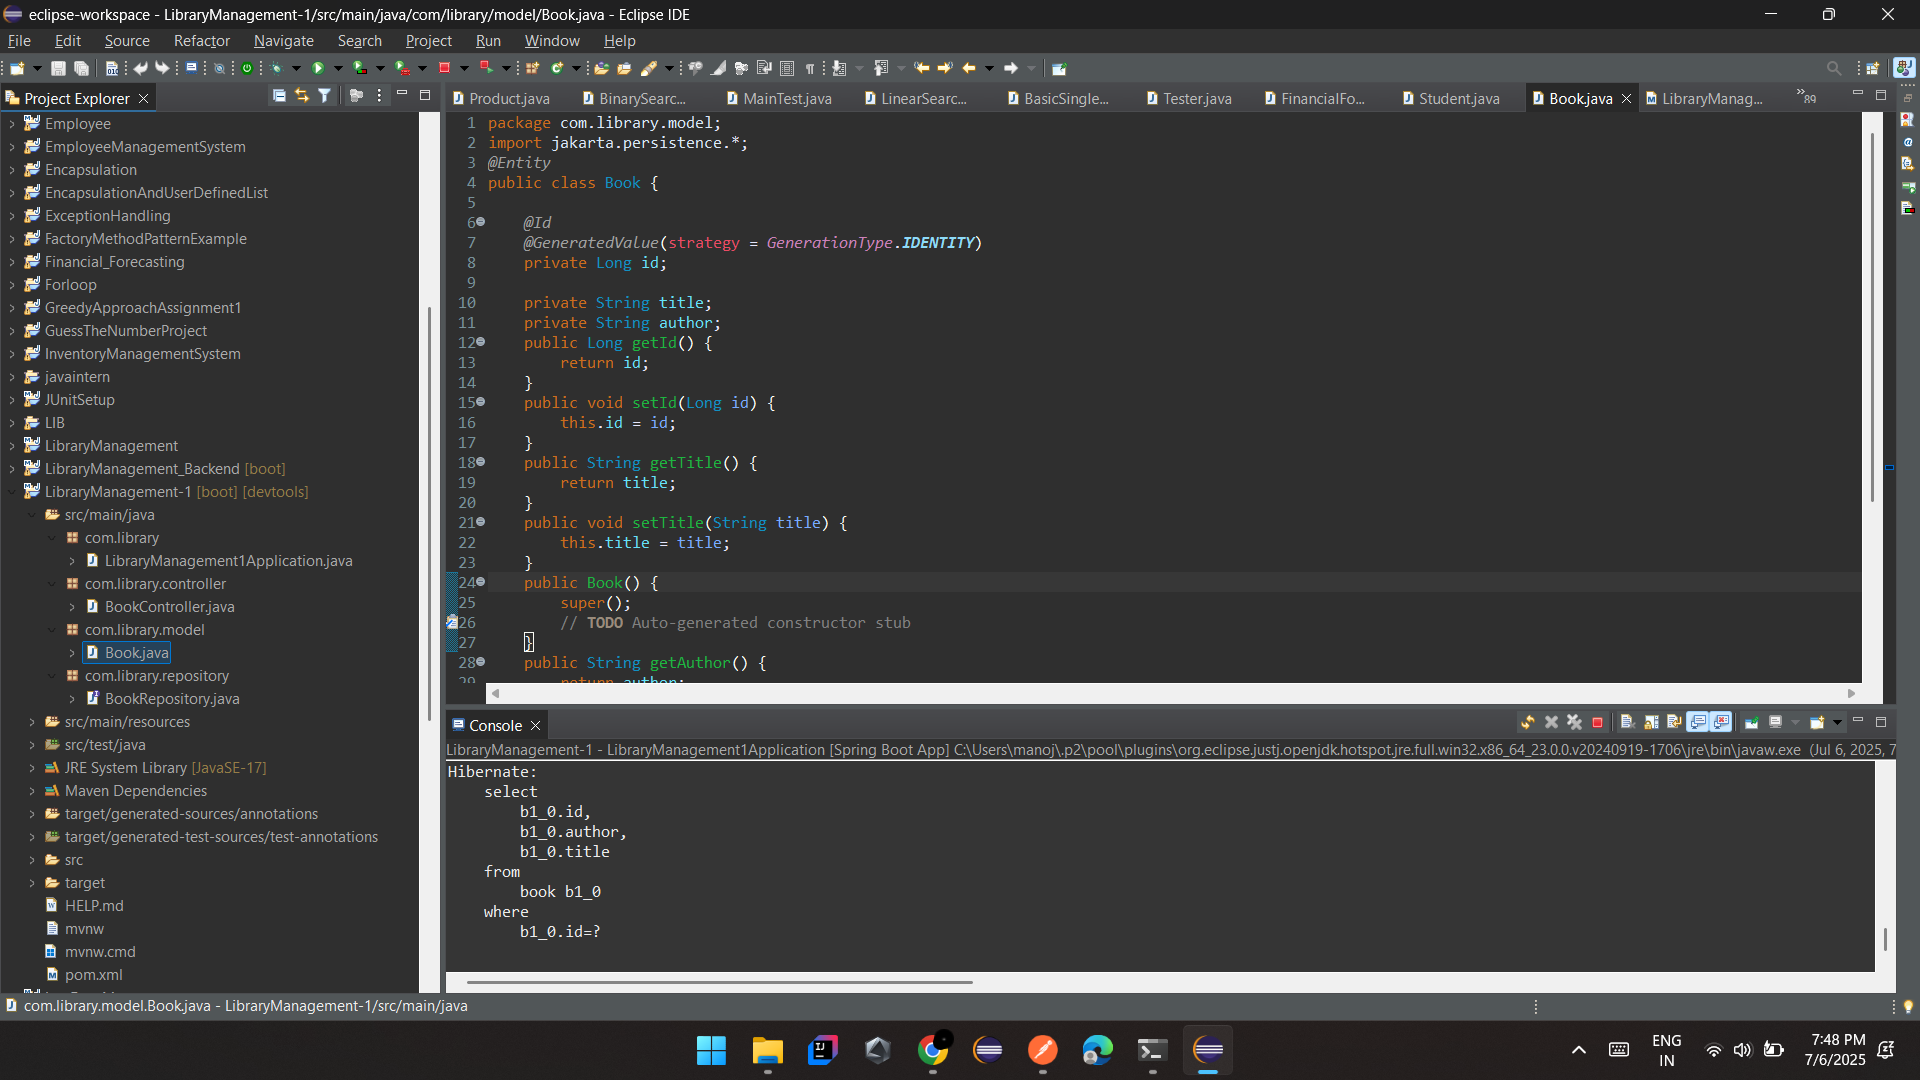 eclipse-workspace - LibraryManagement-1/src/main/java/com/library/model/Book.java - Eclipse IDE
File Edit Source Refactor Navigate Search Project Run Window Help
Project Explorer
Employee
EmployeeManagementSystem
Encapsulation
EncapsulationAndUserDefinedList
ExceptionHandling
FactoryMethodPatternExample
Financial_Forecasting
Forloop
GreedyApproachAssignment1
GuessTheNumberProject
InventoryManagementSystem
javaintern
JUnitSetup
LIB
LibraryManagement
LibraryManagement_Backend [boot]
LibraryManagement-1 [boot] [devtools]
src/main/java
com.library
LibraryManagement1Application.java
com.library.controller
BookController.java
com.library.model
Book.java
com.library.repository
BookRepository.java
src/main/resources
src/test/java
JRE System Library [JavaSE-17]
Maven Dependencies
target/generated-sources/annotations
target/generated-test-sources/test-annotations
src
target
HELP.md
mvnw
mvnw.cmd
pom.xml
Product.java BinarySearc... MainTest.java LinearSearc... BasicSingle... Tester.java FinancialFo... Student.java Book.java LibraryManag... »89
1 package com.library.model;
2 import jakarta.persistence.*;
3 @Entity
4 public class Book {
5
6 @Id
7 @GeneratedValue(strategy = GenerationType.IDENTITY)
8 private Long id;
9
10 private String title;
11 private String author;
12 public Long getId() {
13 return id;
14 }
15 public void setId(Long id) {
16 this.id = id;
17 }
18 public String getTitle() {
19 return title;
20 }
21 public void setTitle(String title) {
22 this.title = title;
23 }
24 public Book() {
25 super();
26 // TODO Auto-generated constructor stub
27 }
28 public String getAuthor() {
29 return author;
Console
LibraryManagement-1 - LibraryManagement1Application [Spring Boot App] C:\Users\manoj\.p2\pool\plugins\org.eclipse.justj.openjdk.hotspot.jre.full.win32.x86_64_23.0.0.v20240919-1706\jre\bin\javaw.exe (Jul 6, 2025, 7
Hibernate:
select
b1_0.id,
b1_0.author,
b1_0.title
from
book b1_0
where
b1_0.id=?
com.library.model.Book.java - LibraryManagement-1/src/main/java
ENG
IN
7:48 PM
7/6/2025